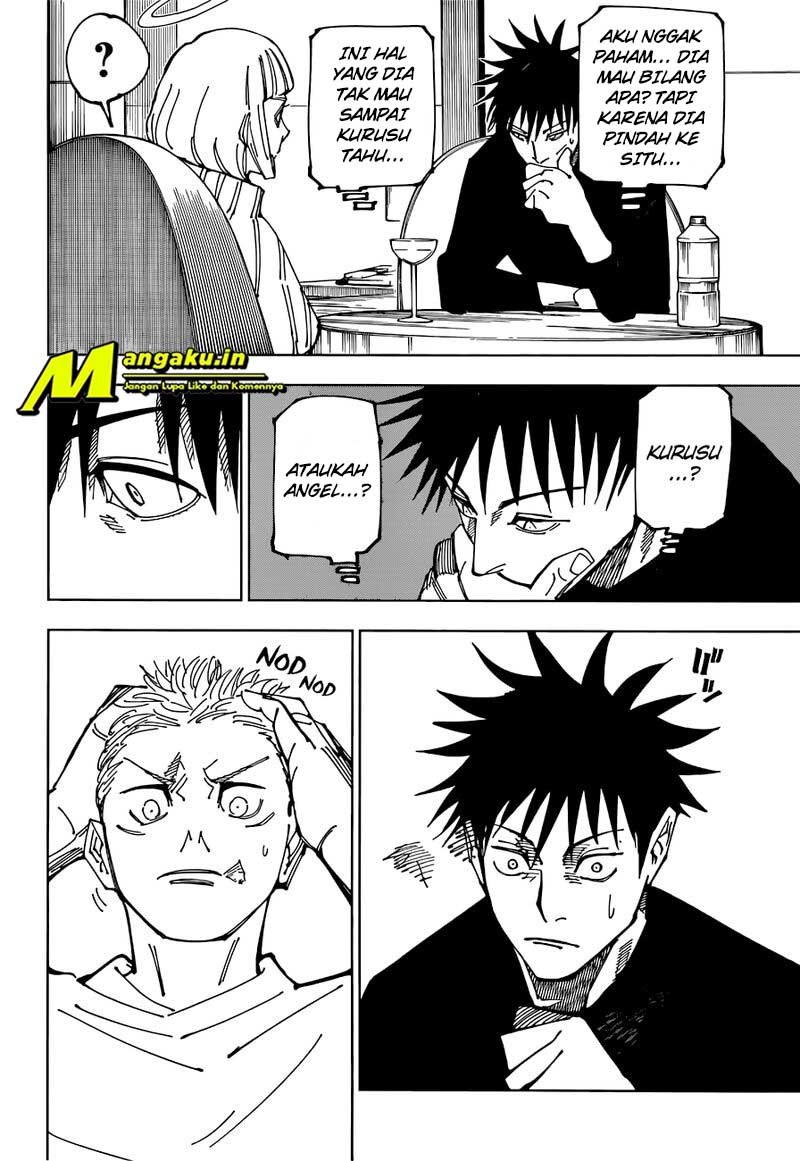 AKU NGGAK
PAHAM... DIA
MAU BILANG
APA? TAPI
KARENA DIA
PINDAH KE
SITU...
INI HAL
YANG DIA
TAK MAU
SAMPAI
KURUSU
TAHU...
?
Mangaku.in
Jangan Lupa Like dan Komennya
KURUSU
...?
ATAUKAH
ANGEL...?
バッ
NOD
NOD